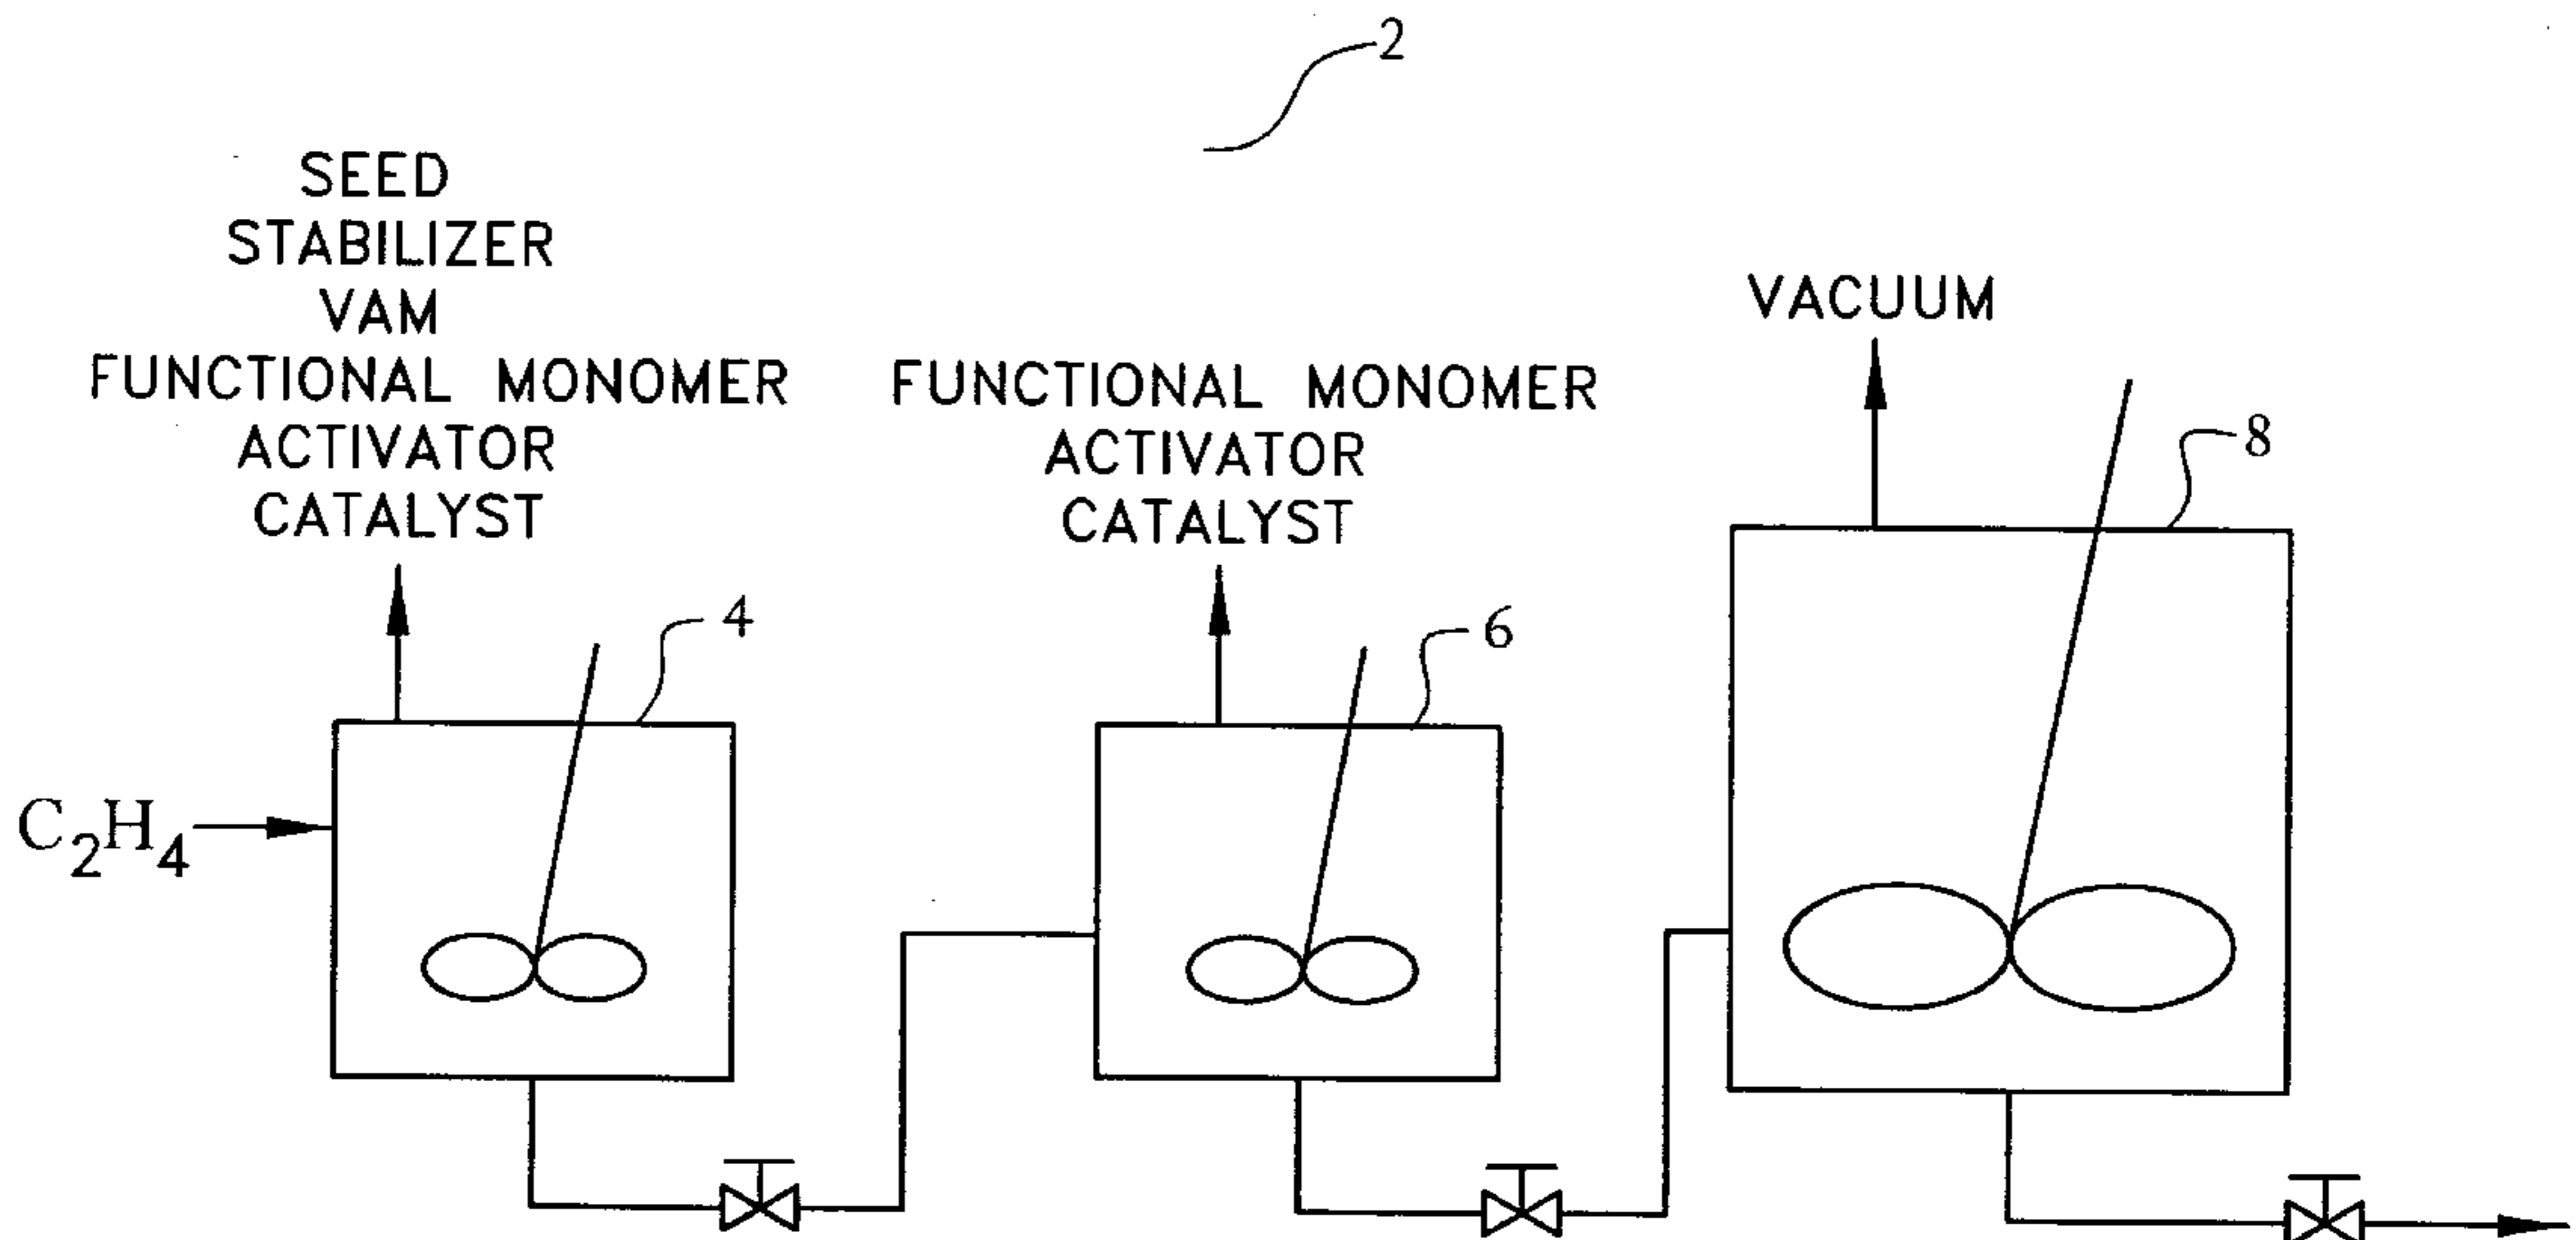 2
SEED
STABILIZER
VAM
FUNCTIONAL MONOMER
ACTIVATOR
CATALYST
FUNCTIONAL MONOMER
ACTIVATOR
CATALYST
VACUUM
4
6
8
C₂H₄